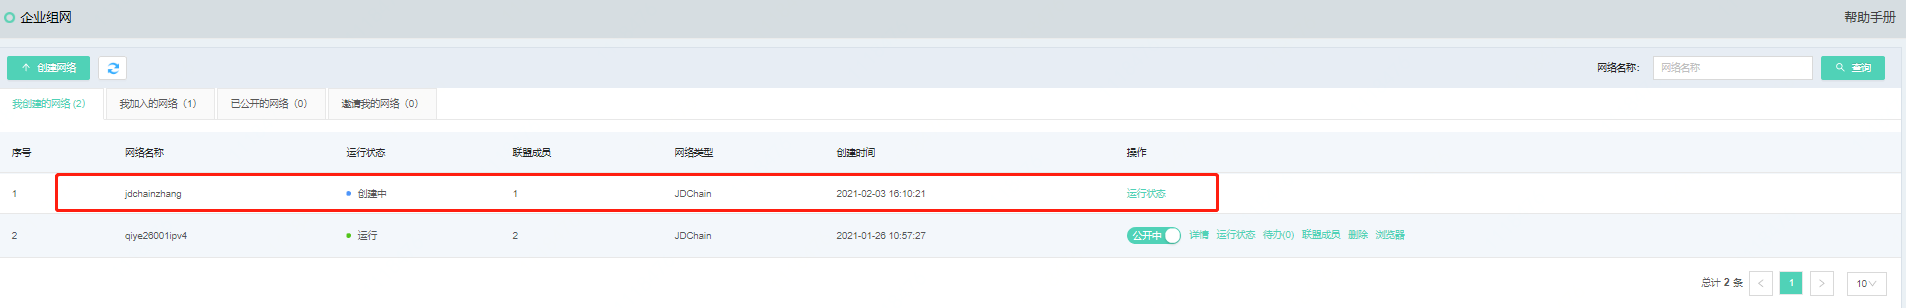 企业组网 帮助手册
创建网络 网络名称： 网络名称 查询
我创建的网络 (2) 我加入的网络（1） 已公开的网络（0） 邀请我的网络（0）
序号 网络名称 运行状态 联盟成员 网络类型 创建时间 操作
1 jdchainzhang 创建中 1 JDChain 2021-02-03 16:10:21 运行状态
2 qiye26001ipv4 运行 2 JDChain 2021-01-26 10:57:27 公开中 详情 运行状态 待办(0) 联盟成员 删除 浏览器
总计 2 条 < 1 > 10